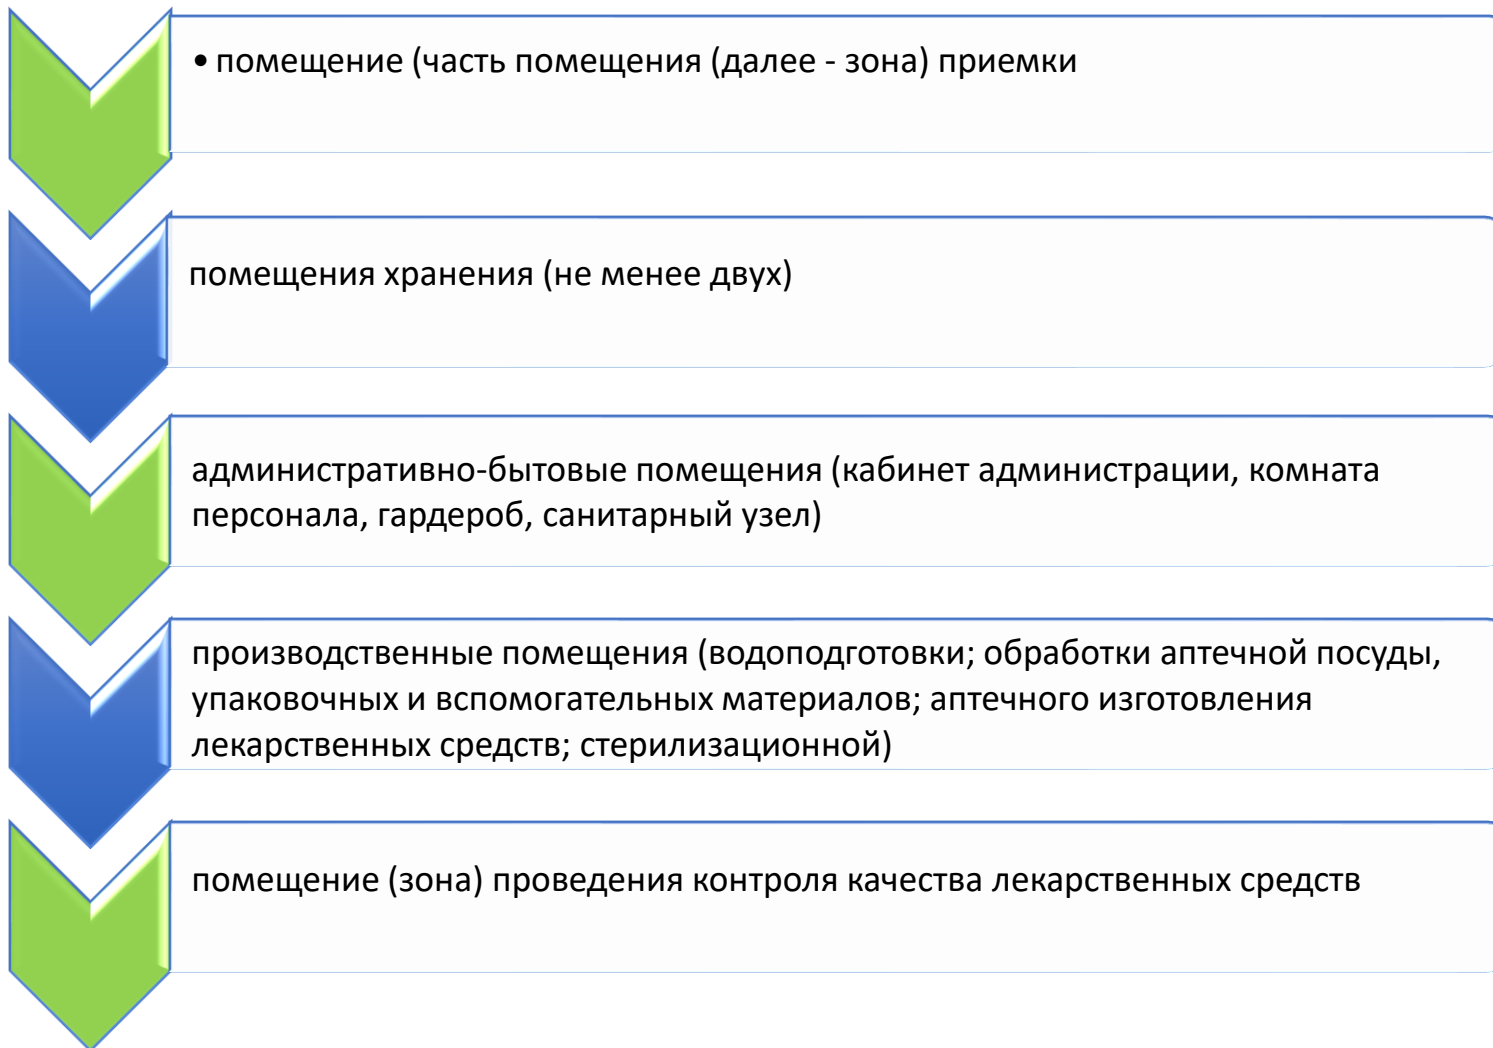 • помещение (часть помещения (далее - зона) приемки
помещения хранения (не менее двух)
административно-бытовые помещения (кабинет администрации, комната
персонала, гардероб, санитарный узел)
производственные помещения (водоподготовки; обработки аптечной посуды,
упаковочных и вспомогательных материалов; аптечного изготовления
лекарственных средств; стерилизационной)
помещение (зона) проведения контроля качества лекарственных средств